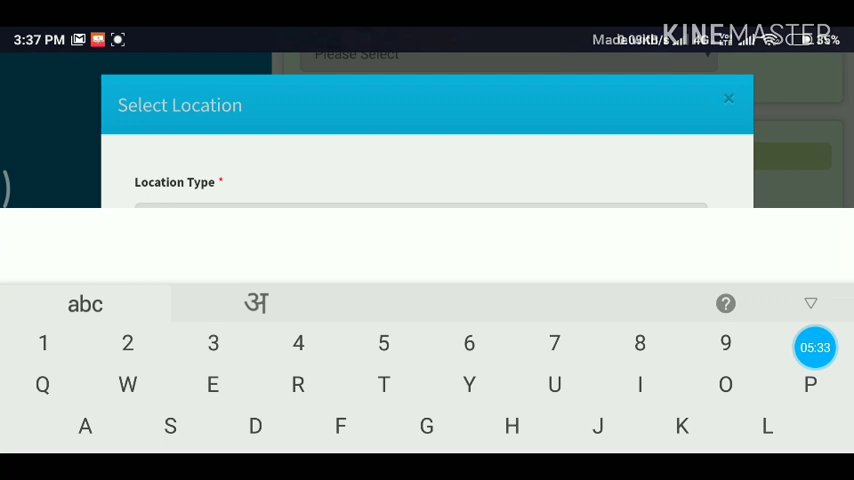 KINEMASTER
3:37 PM 35%
Please Select
Select Location ×
Location Type *
abc अ ?
1 2 3 4 5 6 7 8 9 05:33
Q W E R T Y U I O P
A S D F G H J K L